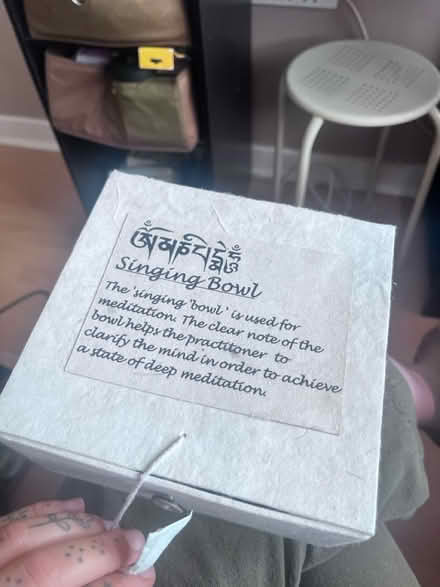 ཨོཾ་མ་ཎི་པདྨེ་ཧཱུྃ
Singing Bowl
The 'singing 'bowl ' is used for
meditation. The clear note of the
bowl helps the practitioner to
clarify the mind in order to achieve
a state of deep meditation.